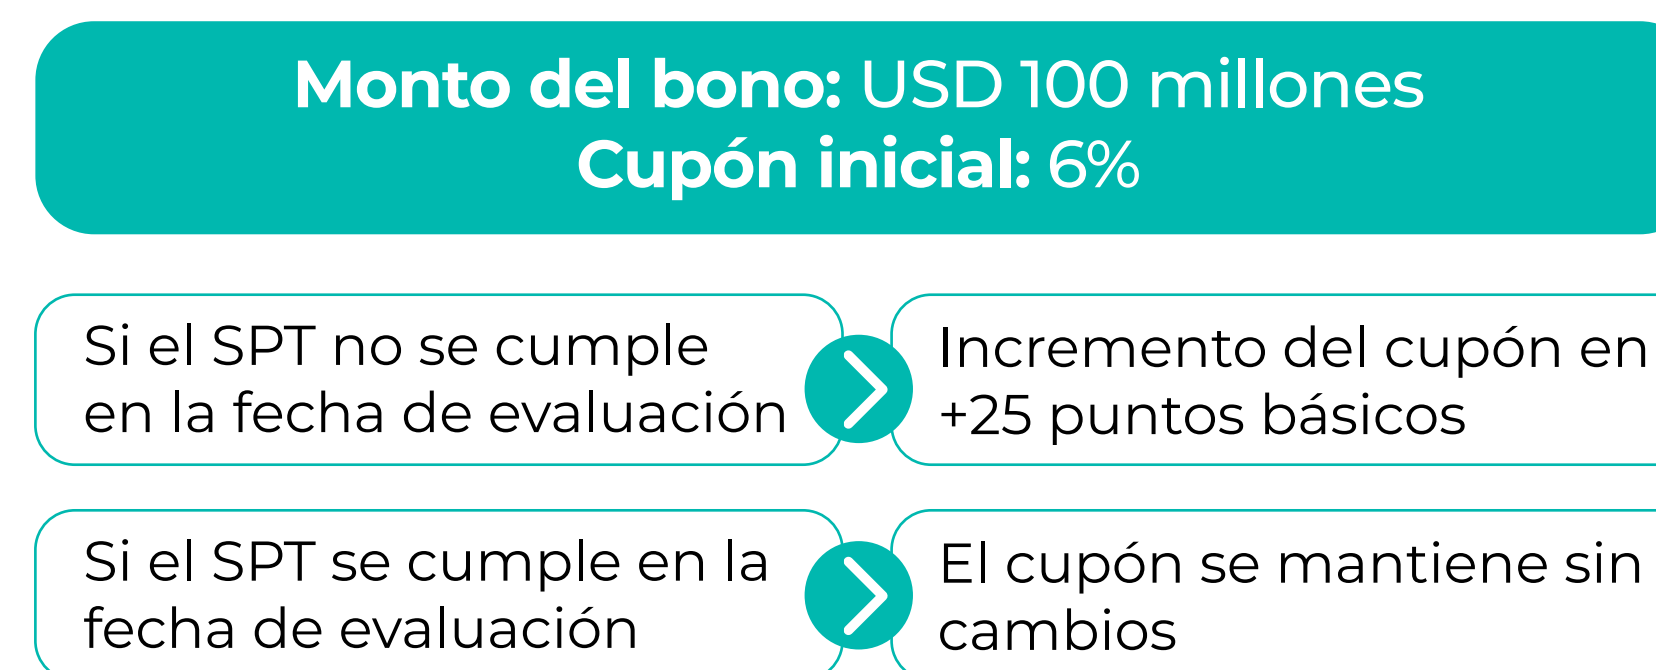 Monto del bono: USD 100 millones
Cupón inicial: 6%
Si el SPT no se cumple
en la fecha de evaluación
Incremento del cupón en
+25 puntos básicos
Si el SPT se cumple en la
fecha de evaluación
El cupón se mantiene sin
cambios